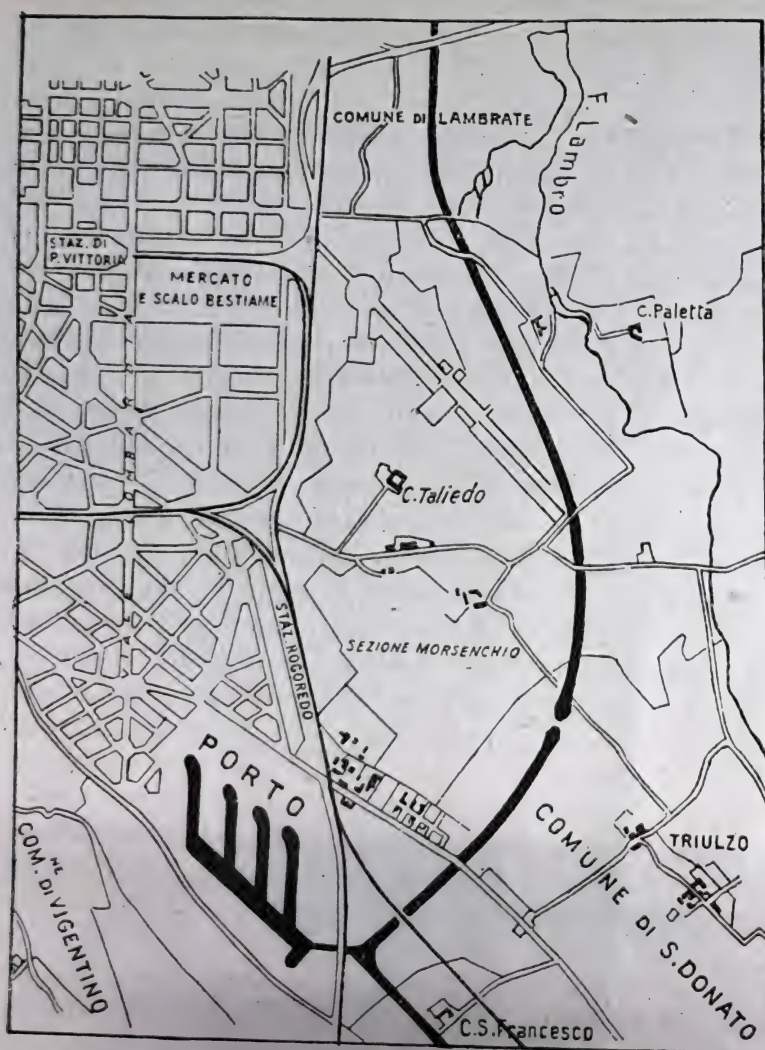 COMUNE DI LAMBRATE
F. Lambro
STAZ. DI
P. VITTORIA
MERCATO
E SCALO BESTIAME
C. Paletta
C. Taliedo
STAZ. ROGOREDO
SEZIONE MORSENCHIO
PORTO
COM.NE DI VIGENTINO
COMUNE DI S. DONATO
TRIULZO
C.S. Francesco